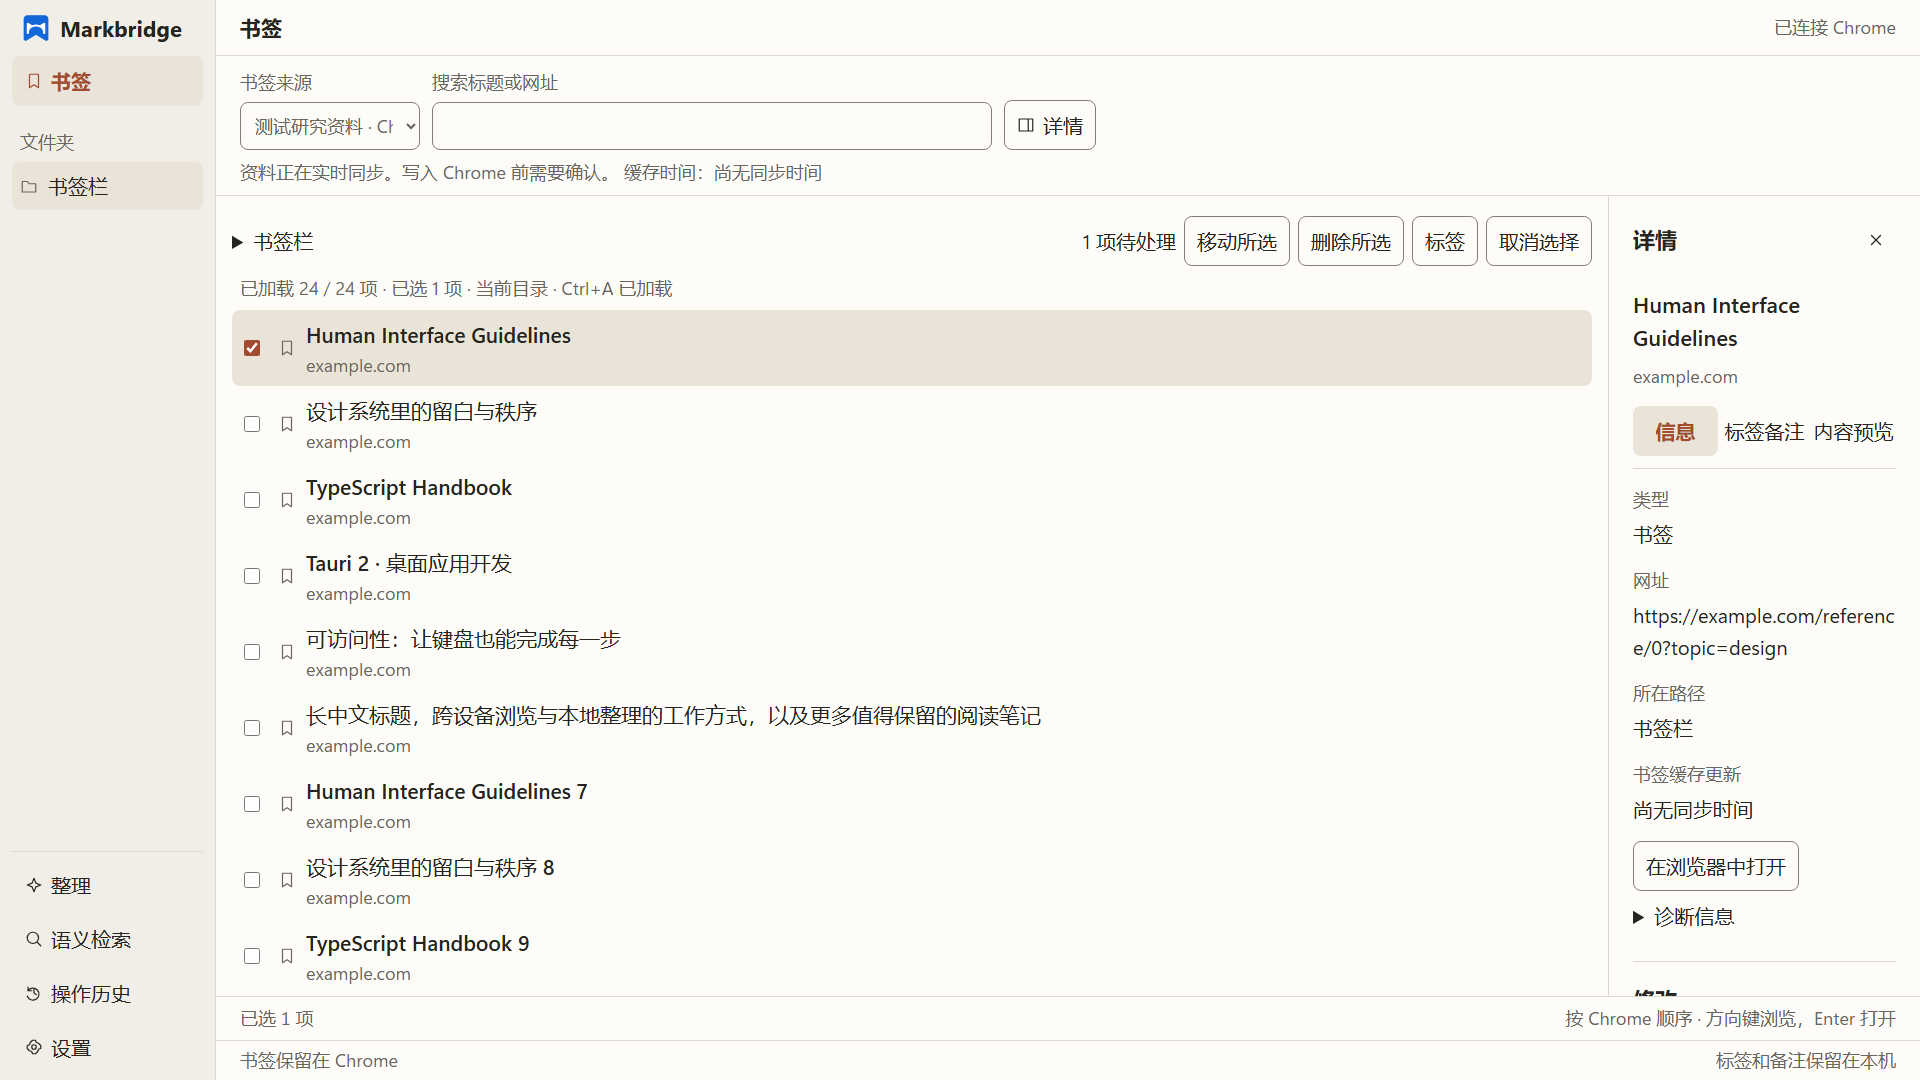 Markbridge
书签
文件夹
书签栏
整理
语义检索
操作历史
设置
书签
已连接 Chrome
书签来源
搜索标题或网址
测试研究资料 · Ch
详情
资料正在实时同步。写入 Chrome 前需要确认。 缓存时间：尚无同步时间
书签栏
1 项待处理
移动所选
删除所选
标签
取消选择
已加载 24 / 24 项 · 已选 1 项 · 当前目录 · Ctrl+A 已加载
Human Interface Guidelines
example.com
设计系统里的留白与秩序
example.com
TypeScript Handbook
example.com
Tauri 2 · 桌面应用开发
example.com
可访问性：让键盘也能完成每一步
example.com
长中文标题，跨设备浏览与本地整理的工作方式，以及更多值得保留的阅读笔记
example.com
Human Interface Guidelines 7
example.com
设计系统里的留白与秩序 8
example.com
TypeScript Handbook 9
example.com
详情
Human Interface
Guidelines
example.com
信息 标签备注 内容预览
类型
书签
网址
https://example.com/referenc
e/0?topic=design
所在路径
书签栏
书签缓存更新
尚无同步时间
在浏览器中打开
诊断信息
已选 1 项
按 Chrome 顺序 · 方向键浏览，Enter 打开
书签保留在 Chrome
标签和备注保留在本机